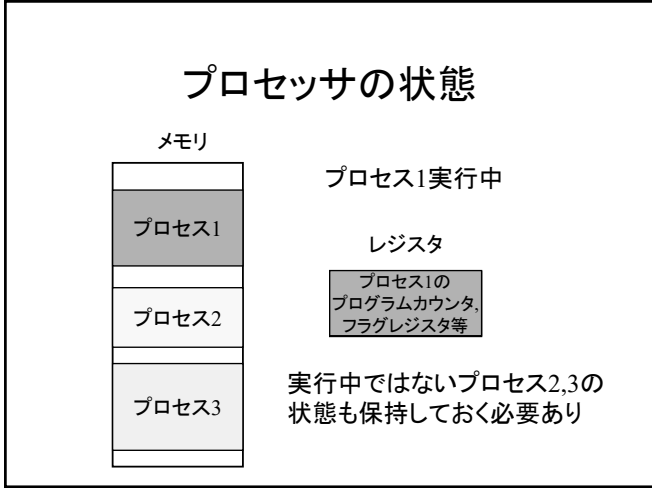 プロセッサの状態
メモリ
プロセス1
プロセス2
プロセス3
プロセス1実行中
レジスタ
プロセス1の
プログラムカウンタ,
フラグレジスタ等
実行中ではないプロセス2,3の
状態も保持しておく必要あり